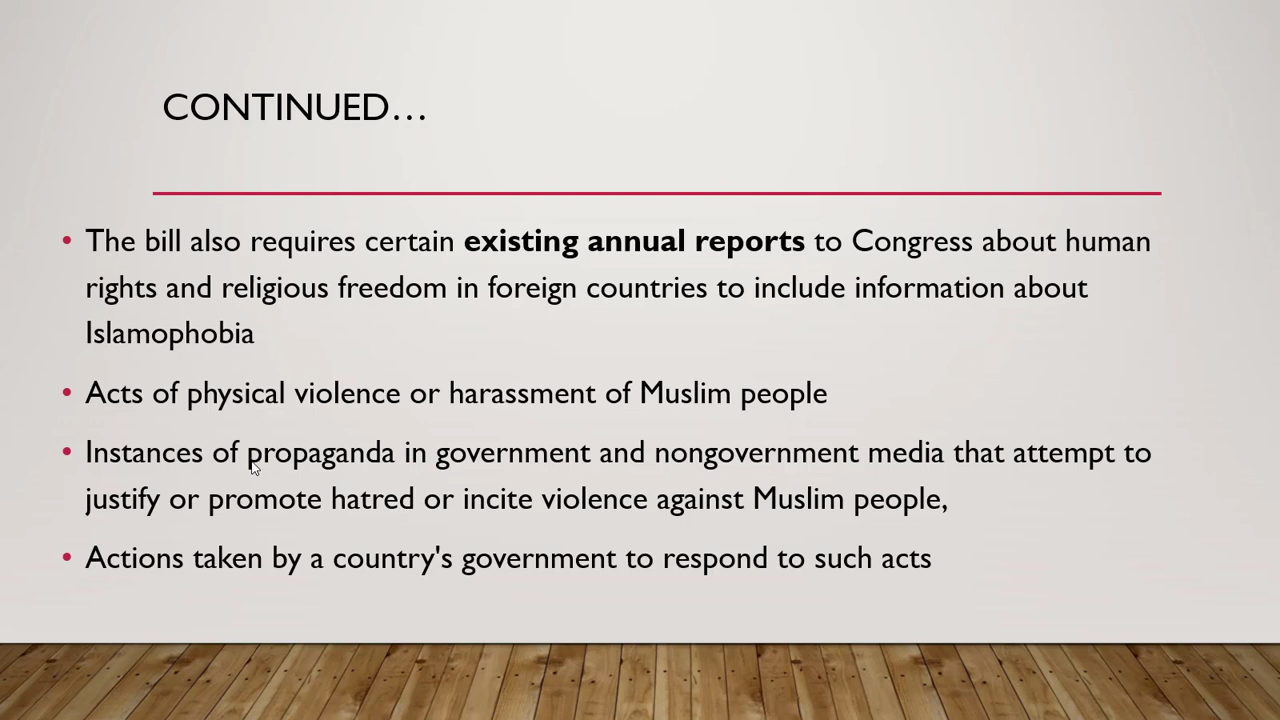 CONTINUED…
• The bill also requires certain existing annual reports to Congress about human
rights and religious freedom in foreign countries to include information about
Islamophobia
• Acts of physical violence or harassment of Muslim people
• Instances of propaganda in government and nongovernment media that attempt to
justify or promote hatred or incite violence against Muslim people,
• Actions taken by a country's government to respond to such acts